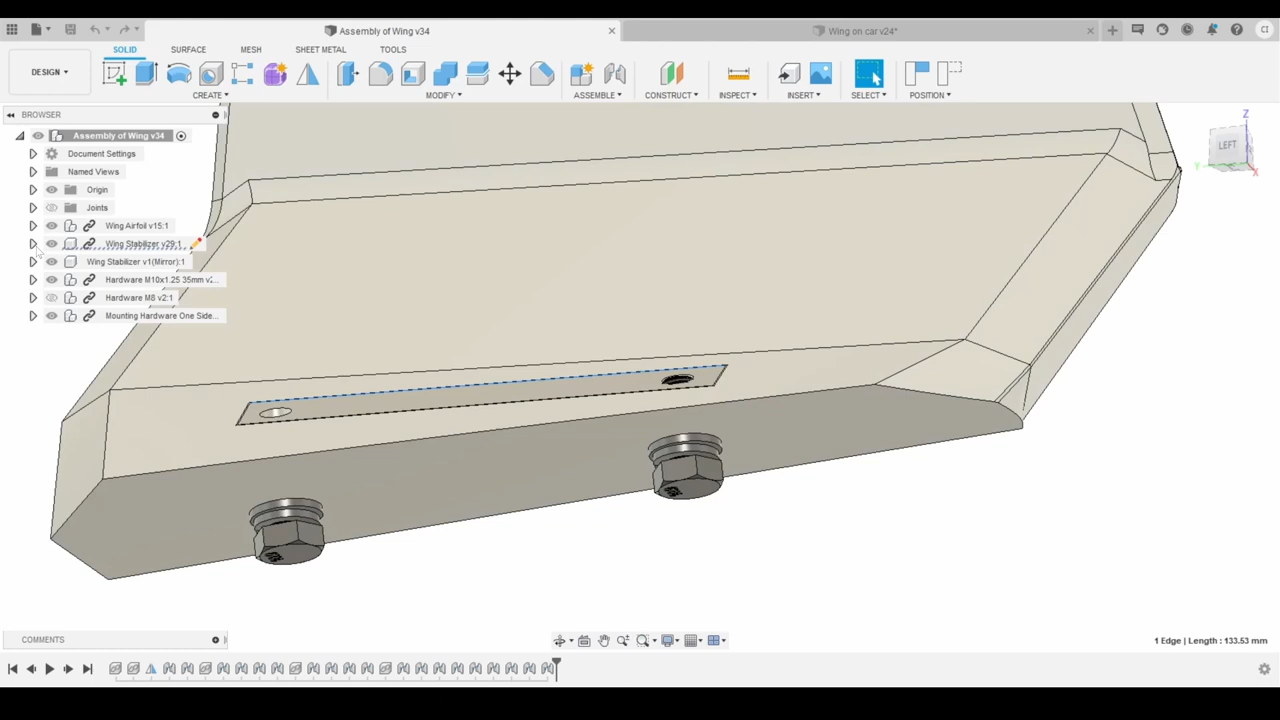 Assembly of Wing v34
Wing on car v24*
CI
DESIGN
SOLID
SURFACE
MESH
SHEET METAL
TOOLS
CREATE
MODIFY
ASSEMBLE
CONSTRUCT
INSPECT
INSERT
SELECT
POSITION
BROWSER
Assembly of Wing v34
Document Settings
Named Views
Origin
Joints
Wing Airfoil v15:1
Wing Stabilizer v29:1
Wing Stabilizer v1(Mirror):1
Hardware M10x1.25 35mm v2...
Hardware M8 v2:1
Mounting Hardware One Side...
Z
LEFT
Y
X
COMMENTS
1 Edge | Length : 133.53 mm